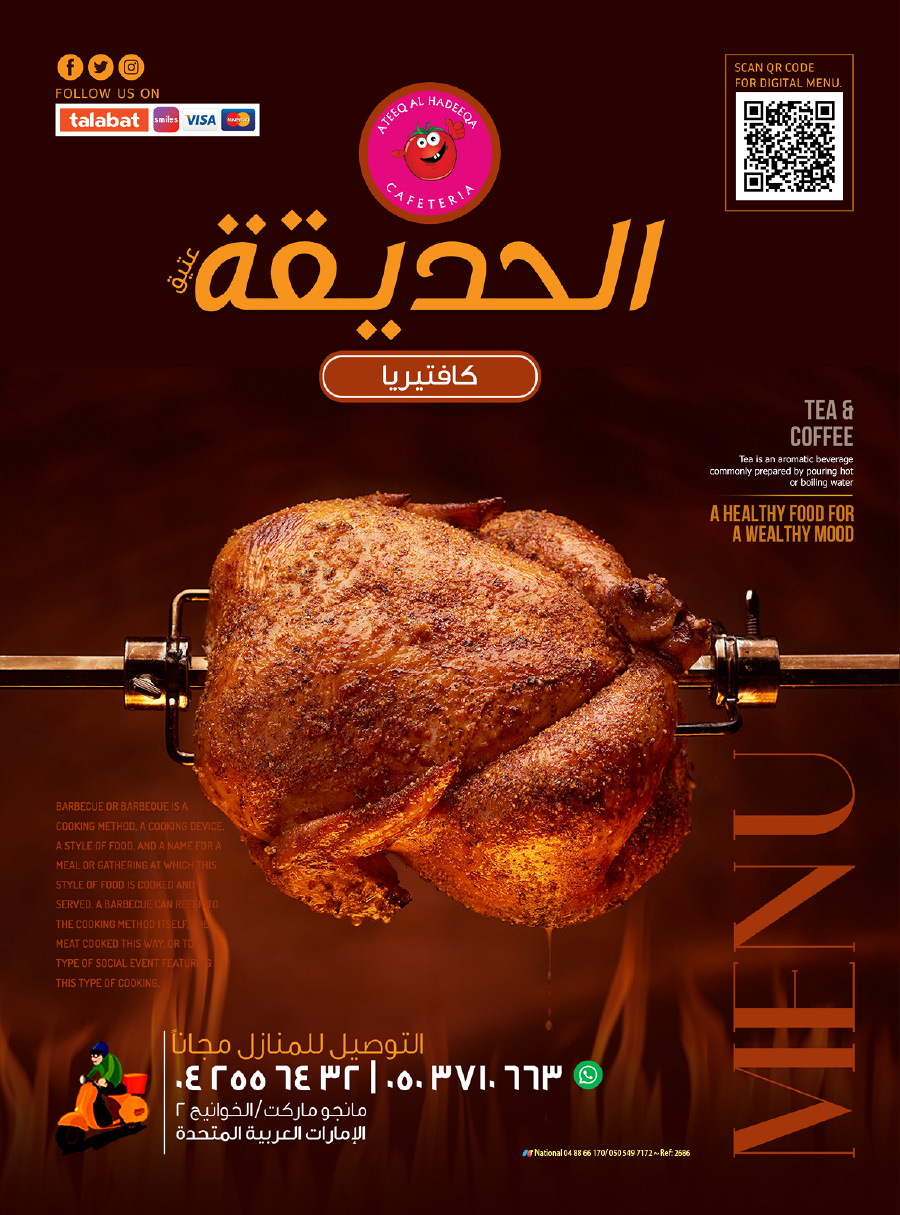 FOLLOW US ON
talabat smiles VISA
SCAN QR CODE
FOR DIGITAL MENU.
ATEEQ AL HADEEQA
CAFETERIA
عتيق
الحديقة
كافتيريا
TEA &
COFFEE
Tea is an aromatic beverage
commonly prepared by pouring hot
or boiling water
A HEALTHY FOOD FOR
A WEALTHY MOOD
BARBECUE OR BARBEQUE IS A
COOKING METHOD, A COOKING DEVICE,
A STYLE OF FOOD, AND A NAME FOR A
MEAL OR GATHERING AT WHICH THIS
STYLE OF FOOD IS COOKED AND
SERVED. A BARBECUE CAN REFER TO
THE COOKING METHOD ITSELF,
MEAT COOKED THIS WAY, OR TO
TYPE OF SOCIAL EVENT FEATURING
THIS TYPE OF COOKING.
MENU
التوصيل للمنازل مجاناً
٠٤ ٢٥٥ ٦٤ ٣٢ | ٠٥٠ ٣٧١٠ ٦٦٣
مانجو ماركت/الخوانيج ٢
الإمارات العربية المتحدة
National 04 88 66 170/ 050 549 7172 ~ Ref: 2686